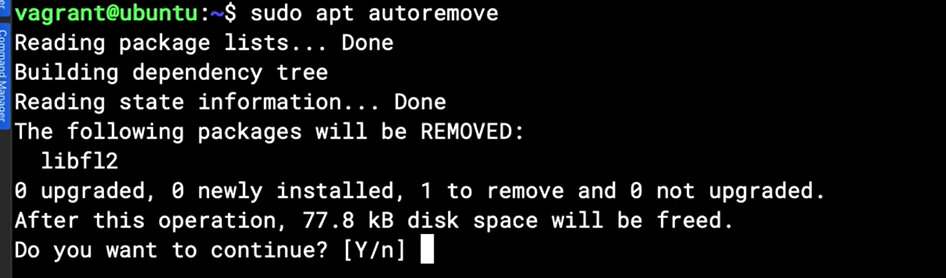 vagrant@ubuntu:~$ sudo apt autoremove
Reading package lists... Done
Building dependency tree
Reading state information... Done
The following packages will be REMOVED:
  libfl2
0 upgraded, 0 newly installed, 1 to remove and 0 not upgraded.
After this operation, 77.8 kB disk space will be freed.
Do you want to continue? [Y/n]
Command Manager